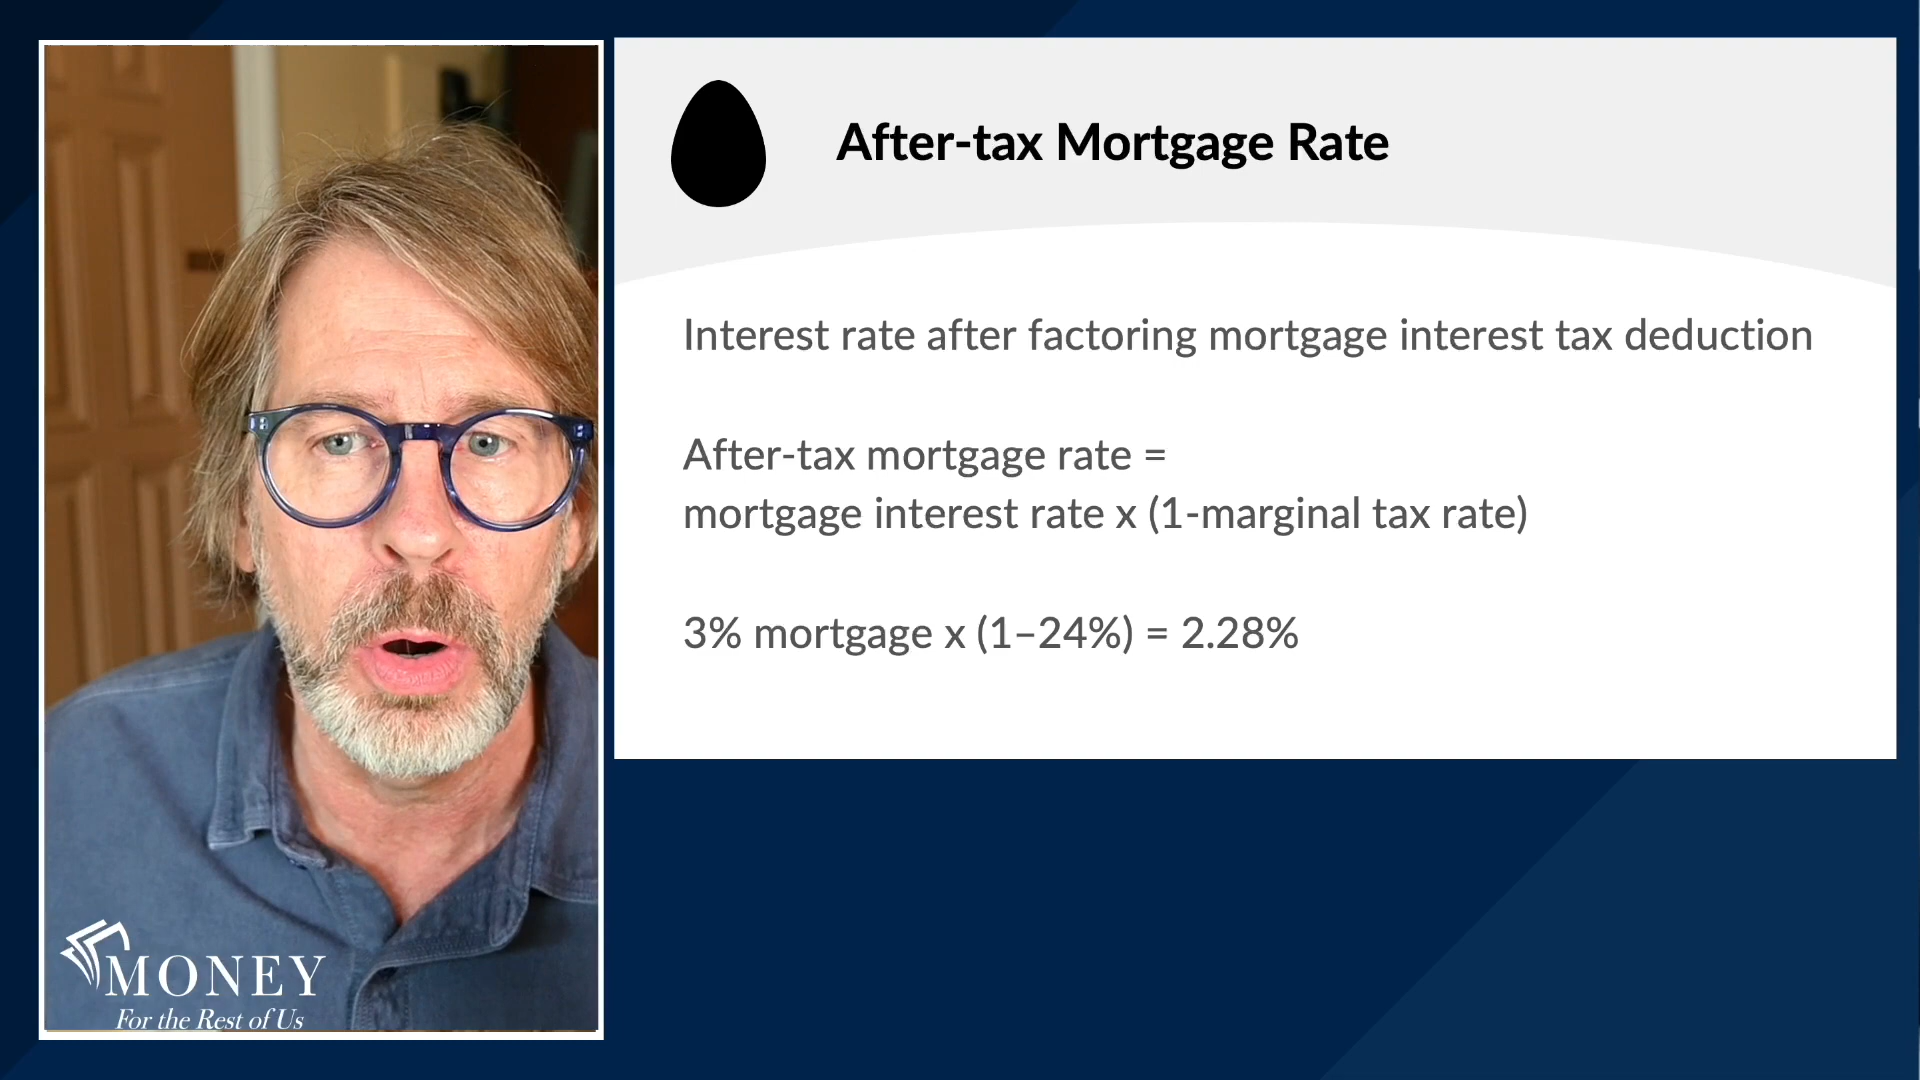 After-tax Mortgage Rate
Interest rate after factoring mortgage interest tax deduction
After-tax mortgage rate =
mortgage interest rate x (1-marginal tax rate)
3% mortgage x (1–24%) = 2.28%
MONEY
For the Rest of Us